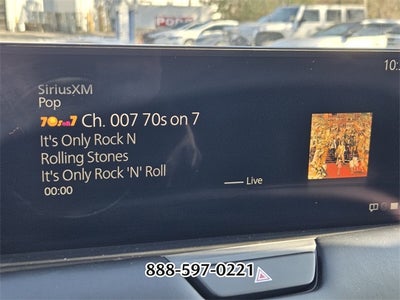 10:
SiriusXM
Pop
70s on 7 Ch. 007 70s on 7
It's Only Rock N
Rolling Stones
It's Only Rock 'N' Roll
00:00
Live
888-597-0221